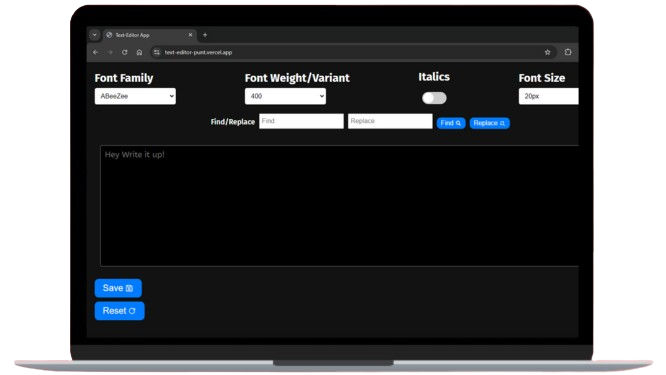 Text-Editor App
text-editor-punt.vercel.app
Font Family
Font Weight/Variant
Italics
Font Size
ABeeZee
400
20px
Find/Replace Find Replace Find Replace
Hey Write it up!
Save
Reset